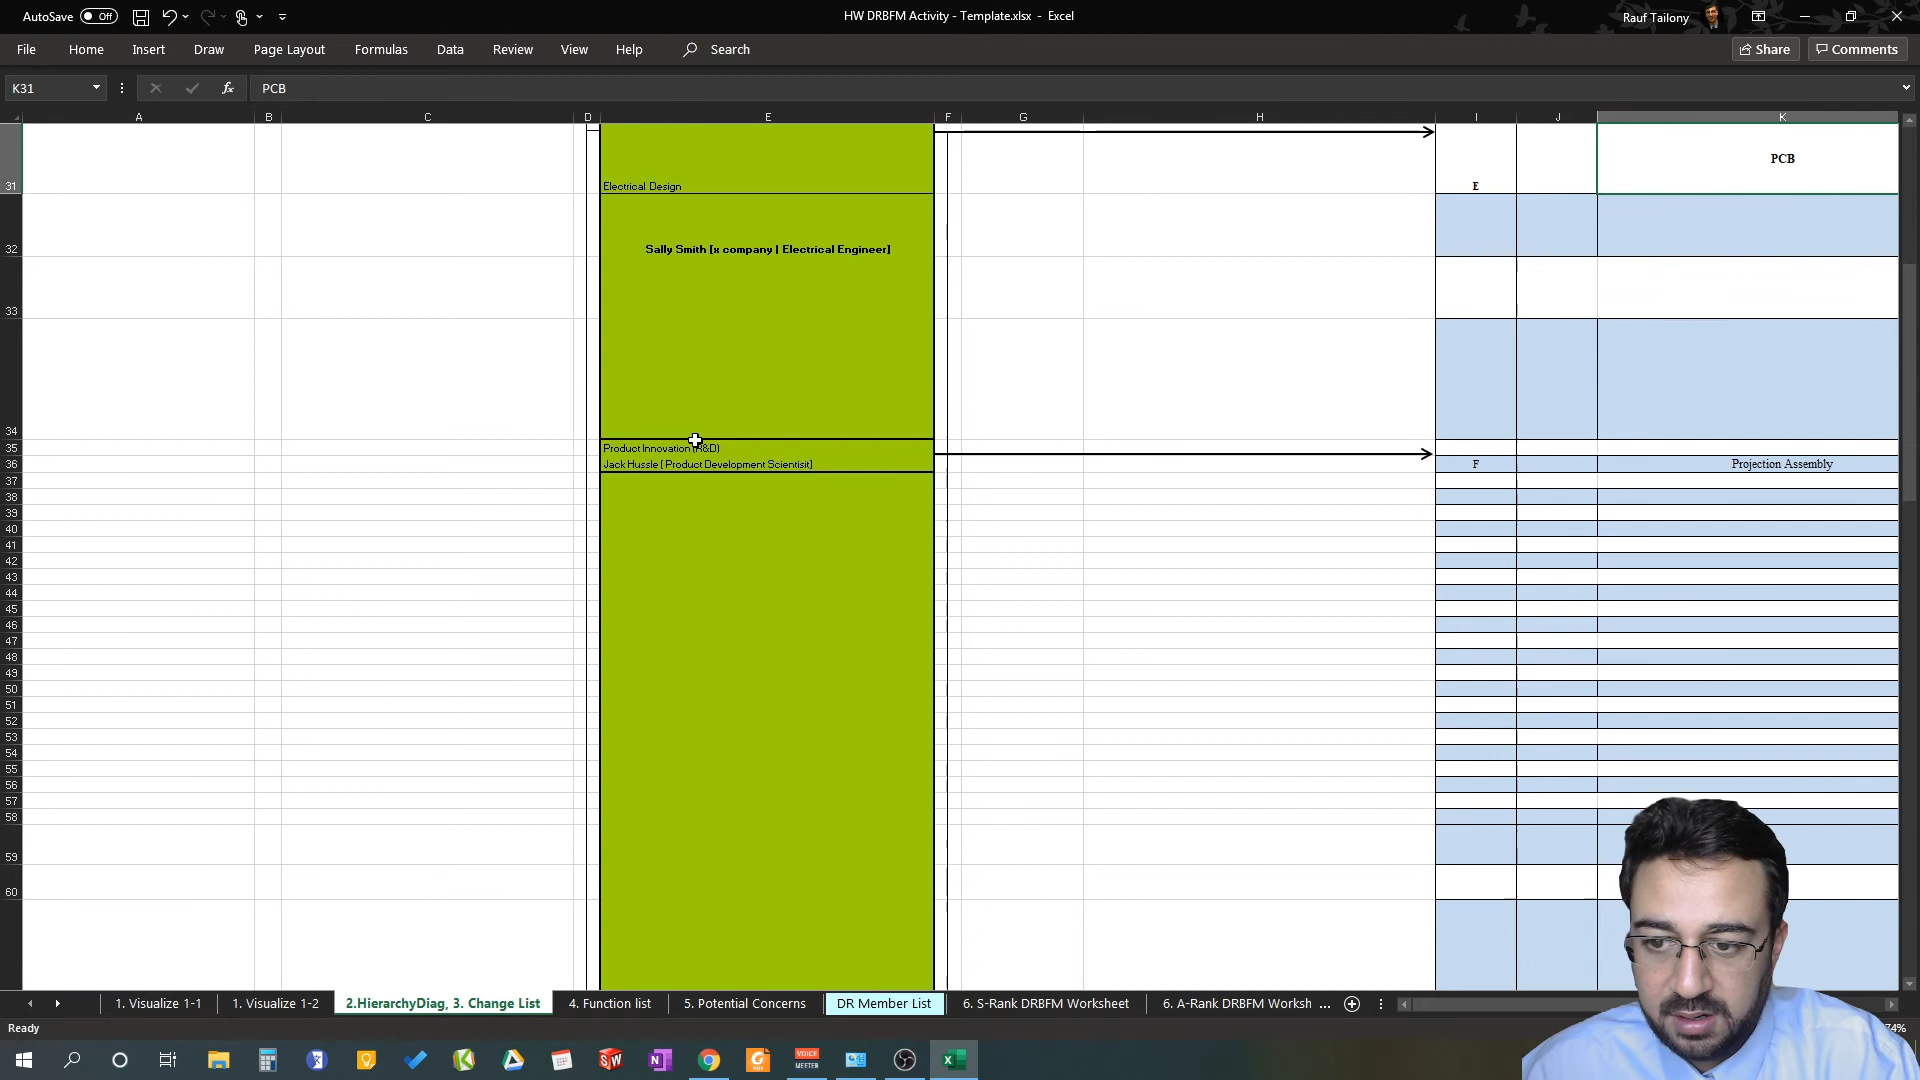 AutoSave Off
HW DRBFM Activity - Template.xlsx - Excel
Rauf Tailony
File Home Insert Draw Page Layout Formulas Data Review View Help Search
Share Comments
K31 fx PCB
A B C D E F G H I J K
PCB
31 Electrical Design E
32 Sally Smith [x company | Electrical Engineer]
33
34
35 Product Innovation (R&D)
36 Jack Hussle [ Product Development Scientisit] F Projection Assembly
37
38
39
40
41
42
43
44
45
46
47
48
49
50
51
52
53
54
55
56
57
58
59
60
1. Visualize 1-1 1. Visualize 1-2 2.HierarchyDiag, 3. Change List 4. Function list 5. Potential Concerns DR Member List 6. S-Rank DRBFM Worksheet 6. A-Rank DRBFM Worksh ...
Ready 74%
VOICE
MEETER